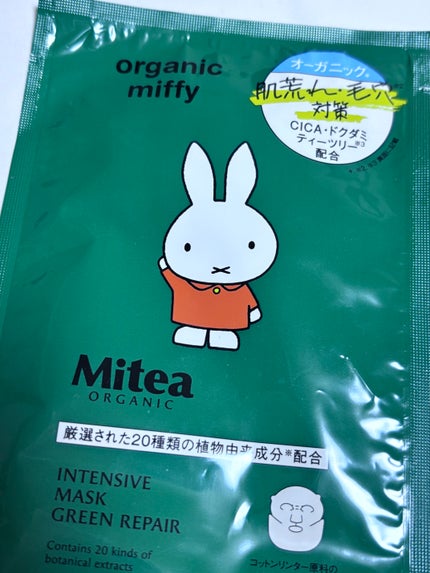 organic
miffy
オーガニック※
肌荒れ・毛穴
対策
CICA・ドクダミ
ティーツリー※3
配合
Mitea
ORGANIC
厳選された20種類の植物由来成分※配合
INTENSIVE
MASK
GREEN REPAIR
Contains 20 kinds of
botanical extracts
コットンリンター原料の